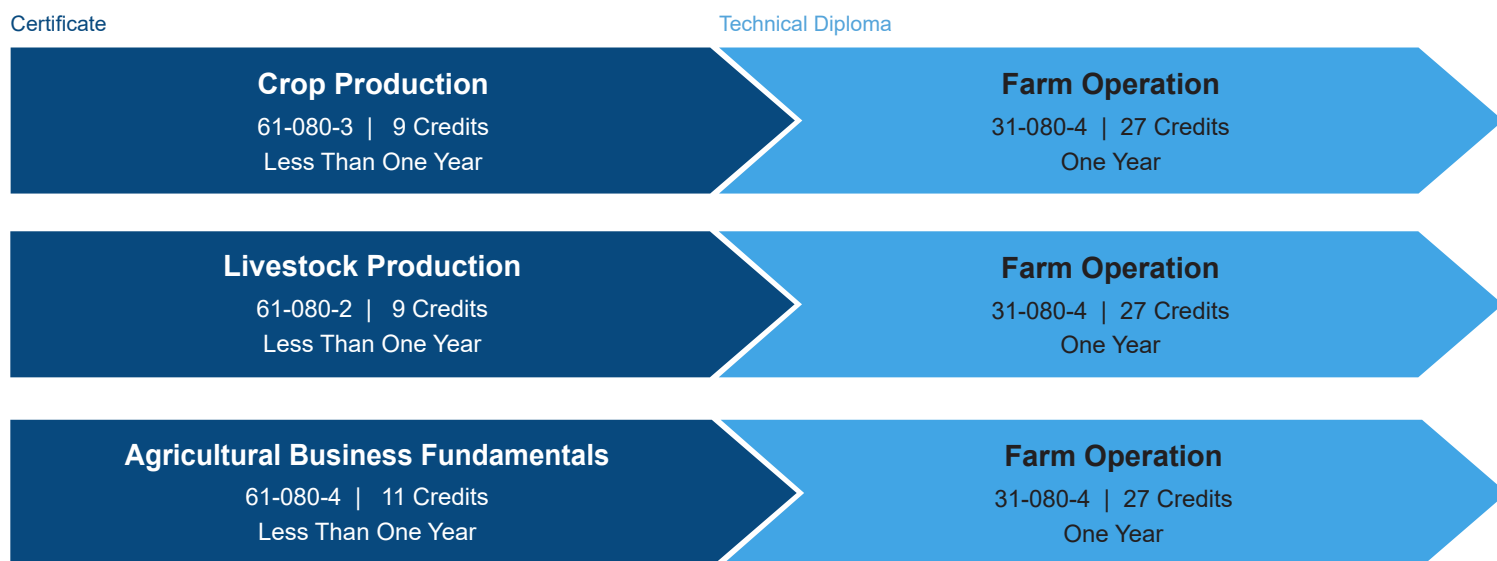 Certificate
Technical Diploma
Crop Production
61-080-3 | 9 Credits
Less Than One Year
Farm Operation
31-080-4 | 27 Credits
One Year
Livestock Production
61-080-2 | 9 Credits
Less Than One Year
Farm Operation
31-080-4 | 27 Credits
One Year
Agricultural Business Fundamentals
61-080-4 | 11 Credits
Less Than One Year
Farm Operation
31-080-4 | 27 Credits
One Year